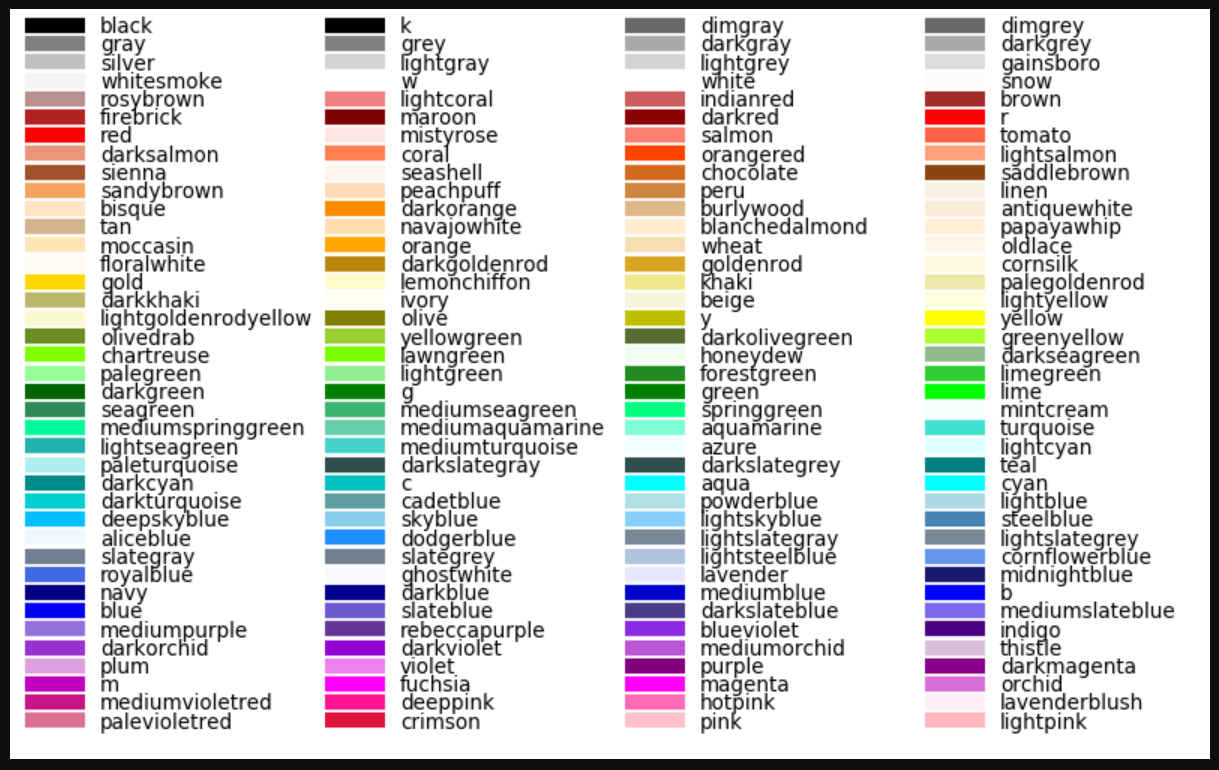 black k dimgray dimgrey
gray grey darkgray darkgrey
silver lightgray lightgrey gainsboro
whitesmoke w white snow
rosybrown lightcoral indianred brown
firebrick maroon darkred r
red mistyrose salmon tomato
darksalmon coral orangered lightsalmon
sienna seashell chocolate saddlebrown
sandybrown peachpuff peru linen
bisque darkorange burlywood antiquewhite
tan navajowhite blanchedalmond papayawhip
moccasin orange wheat oldlace
floralwhite darkgoldenrod goldenrod cornsilk
gold lemonchiffon khaki palegoldenrod
darkkhaki ivory beige lightyellow
lightgoldenrodyellow olive y yellow
olivedrab yellowgreen darkolivegreen greenyellow
chartreuse lawngreen honeydew darkseagreen
palegreen lightgreen forestgreen limegreen
darkgreen g green lime
seagreen mediumseagreen springgreen mintcream
mediumspringgreen mediumaquamarine aquamarine turquoise
lightseagreen mediumturquoise azure lightcyan
paleturquoise darkslategray darkslategrey teal
darkcyan c aqua cyan
darkturquoise cadetblue powderblue lightblue
deepskyblue skyblue lightskyblue steelblue
aliceblue dodgerblue lightslategray lightslategrey
slategray slategrey lightsteelblue cornflowerblue
royalblue ghostwhite lavender midnightblue
navy darkblue mediumblue b
blue slateblue darkslateblue mediumslateblue
mediumpurple rebeccapurple blueviolet indigo
darkorchid darkviolet mediumorchid thistle
plum violet purple darkmagenta
m fuchsia magenta orchid
mediumvioletred deeppink hotpink lavenderblush
palevioletred crimson pink lightpink